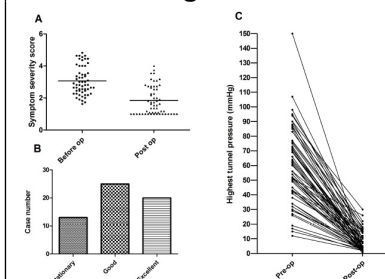 A
Symptom severity score
6
4
2
0
Before op
Post op
B
Case number
30
20
10
0
Good
Excellent
C
Highest tunnel pressure (mmHg)
150
140
130
120
110
100
90
80
70
60
50
40
30
20
10
0
Pre-op
Post-op